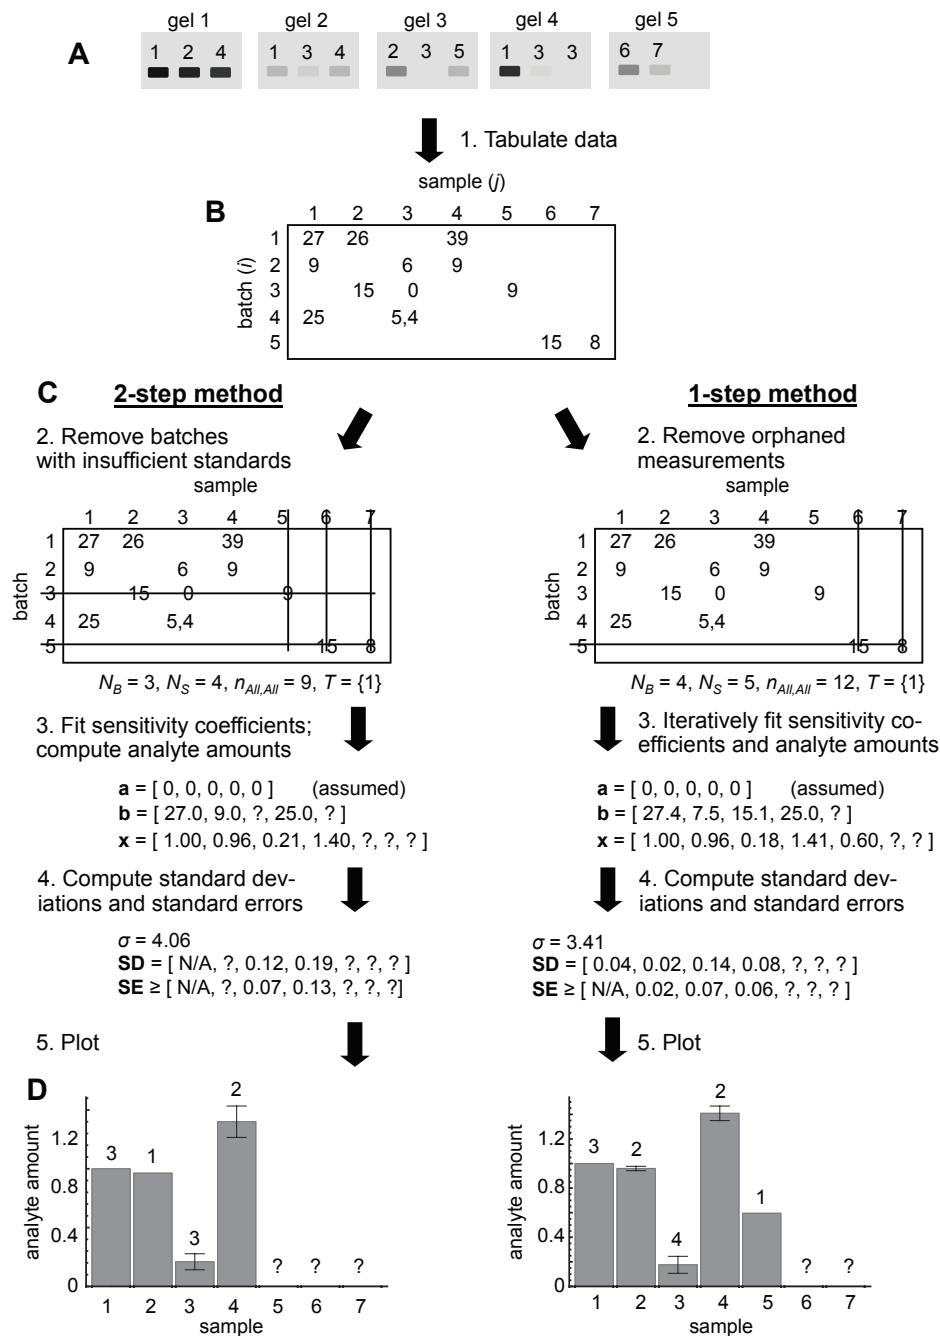 gel 1 gel 2 gel 3 gel 4 gel 5
A
1 2 4 1 3 4 2 3 5 1 3 3 6 7
1. Tabulate data
sample (j)
B
1 2 3 4 5 6 7
batch (i)
1 27 26 39
2 9 6 9
3 15 0 9
4 25 5,4
5 15 8
C
2-step method
2. Remove batches
with insufficient standards
sample
1 2 3 4 5 6 7
batch
1 27 26 39
2 9 6 9
3 15 0 9
4 25 5,4
5 15 8
N_B = 3, N_S = 4, n_All,All = 9, T = {1}
3. Fit sensitivity coefficients;
compute analyte amounts
a = [ 0, 0, 0, 0, 0 ] (assumed)
b = [ 27.0, 9.0, ?, 25.0, ? ]
x = [ 1.00, 0.96, 0.21, 1.40, ?, ?, ? ]
4. Compute standard dev-
iations and standard errors
σ = 4.06
SD = [ N/A, ?, 0.12, 0.19, ?, ?, ? ]
SE ≥ [ N/A, ?, 0.07, 0.13, ?, ?, ?]
5. Plot
1-step method
2. Remove orphaned
measurements
sample
1 2 3 4 5 6 7
batch
1 27 26 39
2 9 6 9
3 15 0 9
4 25 5,4
5 15 8
N_B = 4, N_S = 5, n_All,All = 12, T = {1}
3. Iteratively fit sensitivity co-
efficients and analyte amounts
a = [ 0, 0, 0, 0, 0 ] (assumed)
b = [ 27.4, 7.5, 15.1, 25.0, ? ]
x = [ 1.00, 0.96, 0.18, 1.41, 0.60, ?, ? ]
4. Compute standard dev-
iations and standard errors
σ = 3.41
SD = [ 0.04, 0.02, 0.14, 0.08, ?, ?, ? ]
SE ≥ [ N/A, 0.02, 0.07, 0.06, ?, ?, ? ]
5. Plot
D
analyte amount
1.2
0.8
0.4
0
3 1 3 2 ? ? ?
1 2 3 4 5 6 7
sample
analyte amount
1.2
0.8
0.4
0
3 2 4 2 1 ? ?
1 2 3 4 5 6 7
sample